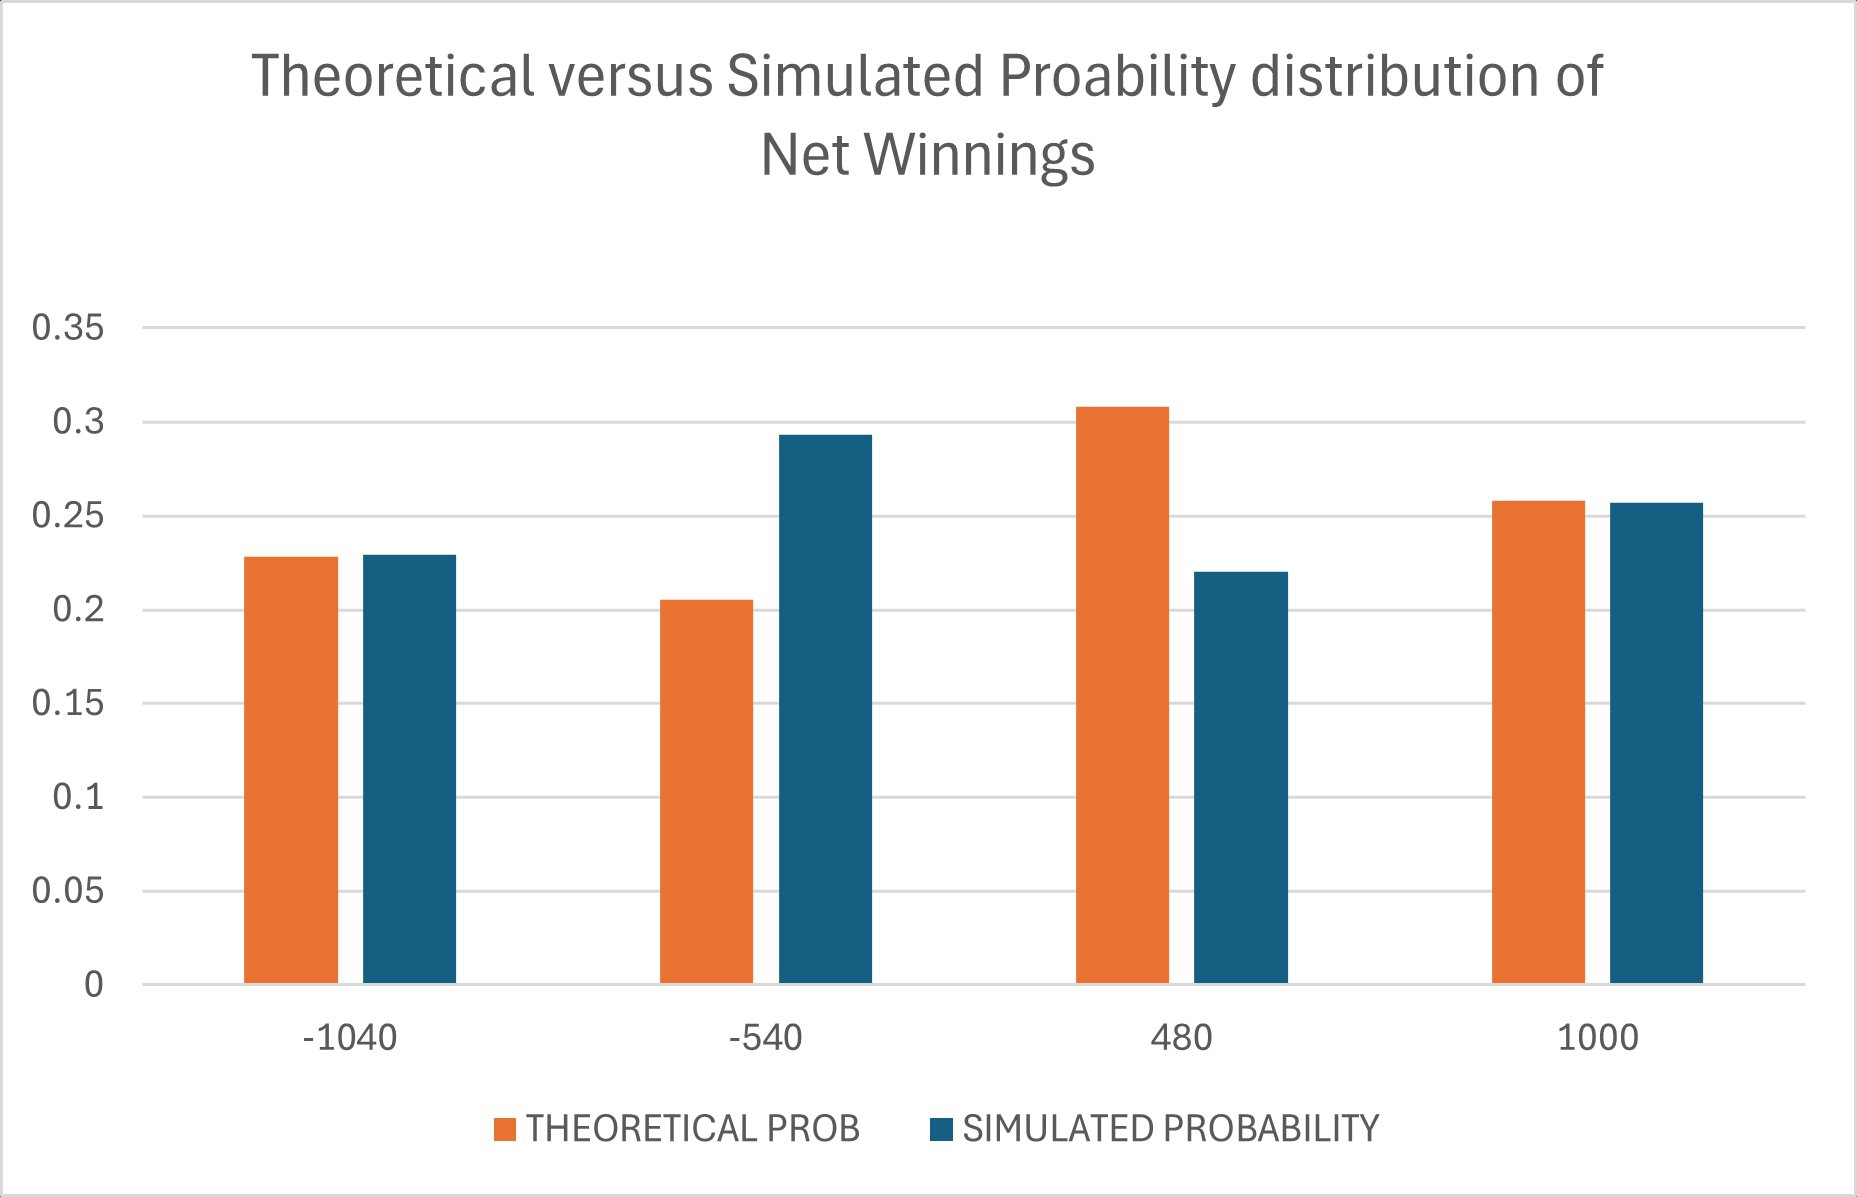 Theoretical versus Simulated Proability distribution of
Net Winnings
0.35
0.3
0.25
0.2
0.15
0.1
0.05
0
-1040 -540 480 1000
THEORETICAL PROB SIMULATED PROBABILITY